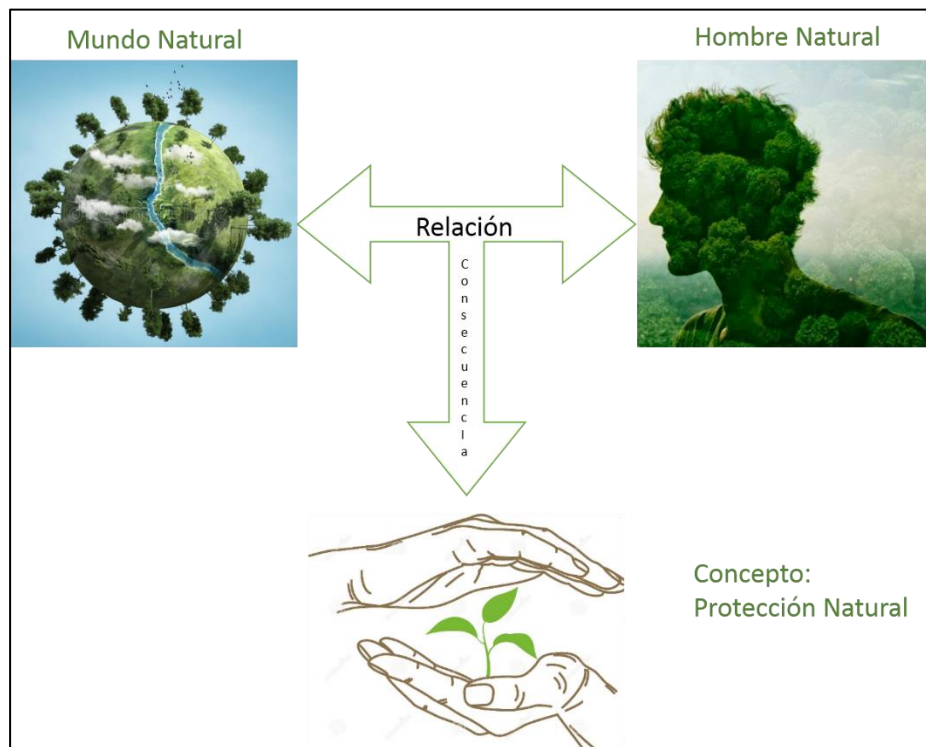 Mundo Natural
Hombre Natural
Relación
Consecuencia
Concepto:
Protección Natural